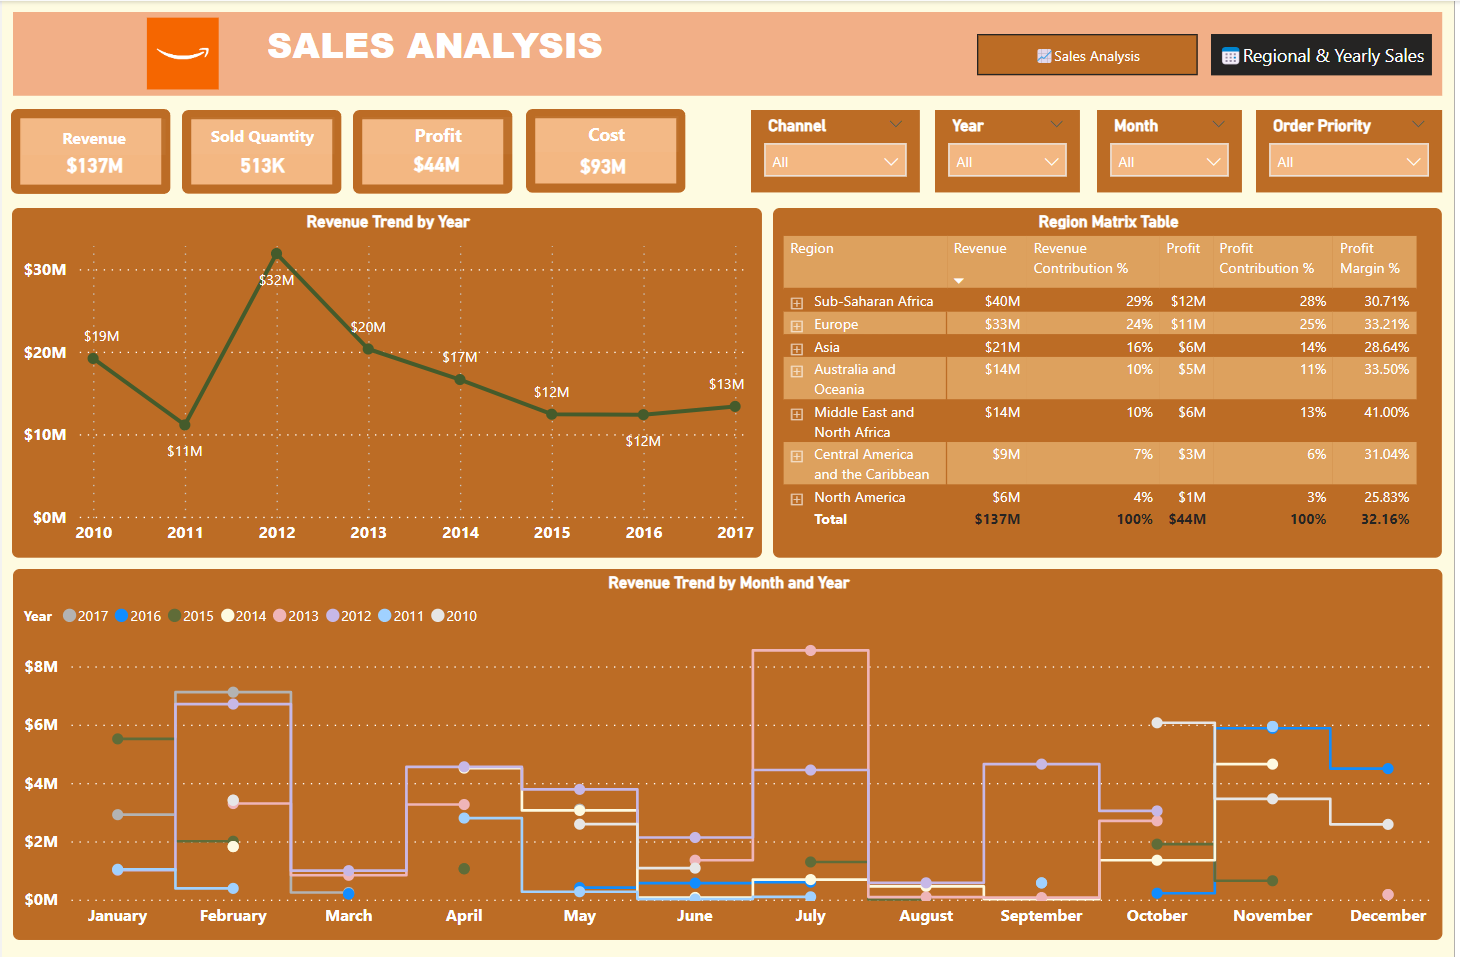 SALES ANALYSIS
Sales Analysis
Regional & Yearly Sales
Revenue
$137M
Sold Quantity
513K
Profit
$44M
Cost
$93M
Channel
All
Year
All
Month
All
Order Priority
All
Revenue Trend by Year
$30M
$20M
$10M
$0M
$19M
$11M
$32M
$20M
$17M
$12M
$12M
$13M
2010 2011 2012 2013 2014 2015 2016 2017
Region Matrix Table
Region Revenue Revenue Contribution % Profit Profit Contribution % Profit Margin %
Sub-Saharan Africa $40M 29% $12M 28% 30.71%
Europe $33M 24% $11M 25% 33.21%
Asia $21M 16% $6M 14% 28.64%
Australia and Oceania $14M 10% $5M 11% 33.50%
Middle East and North Africa $14M 10% $6M 13% 41.00%
Central America and the Caribbean $9M 7% $3M 6% 31.04%
North America $6M 4% $1M 3% 25.83%
Total $137M 100% $44M 100% 32.16%
Revenue Trend by Month and Year
Year 2017 2016 2015 2014 2013 2012 2011 2010
$8M
$6M
$4M
$2M
$0M
January February March April May June July August September October November December